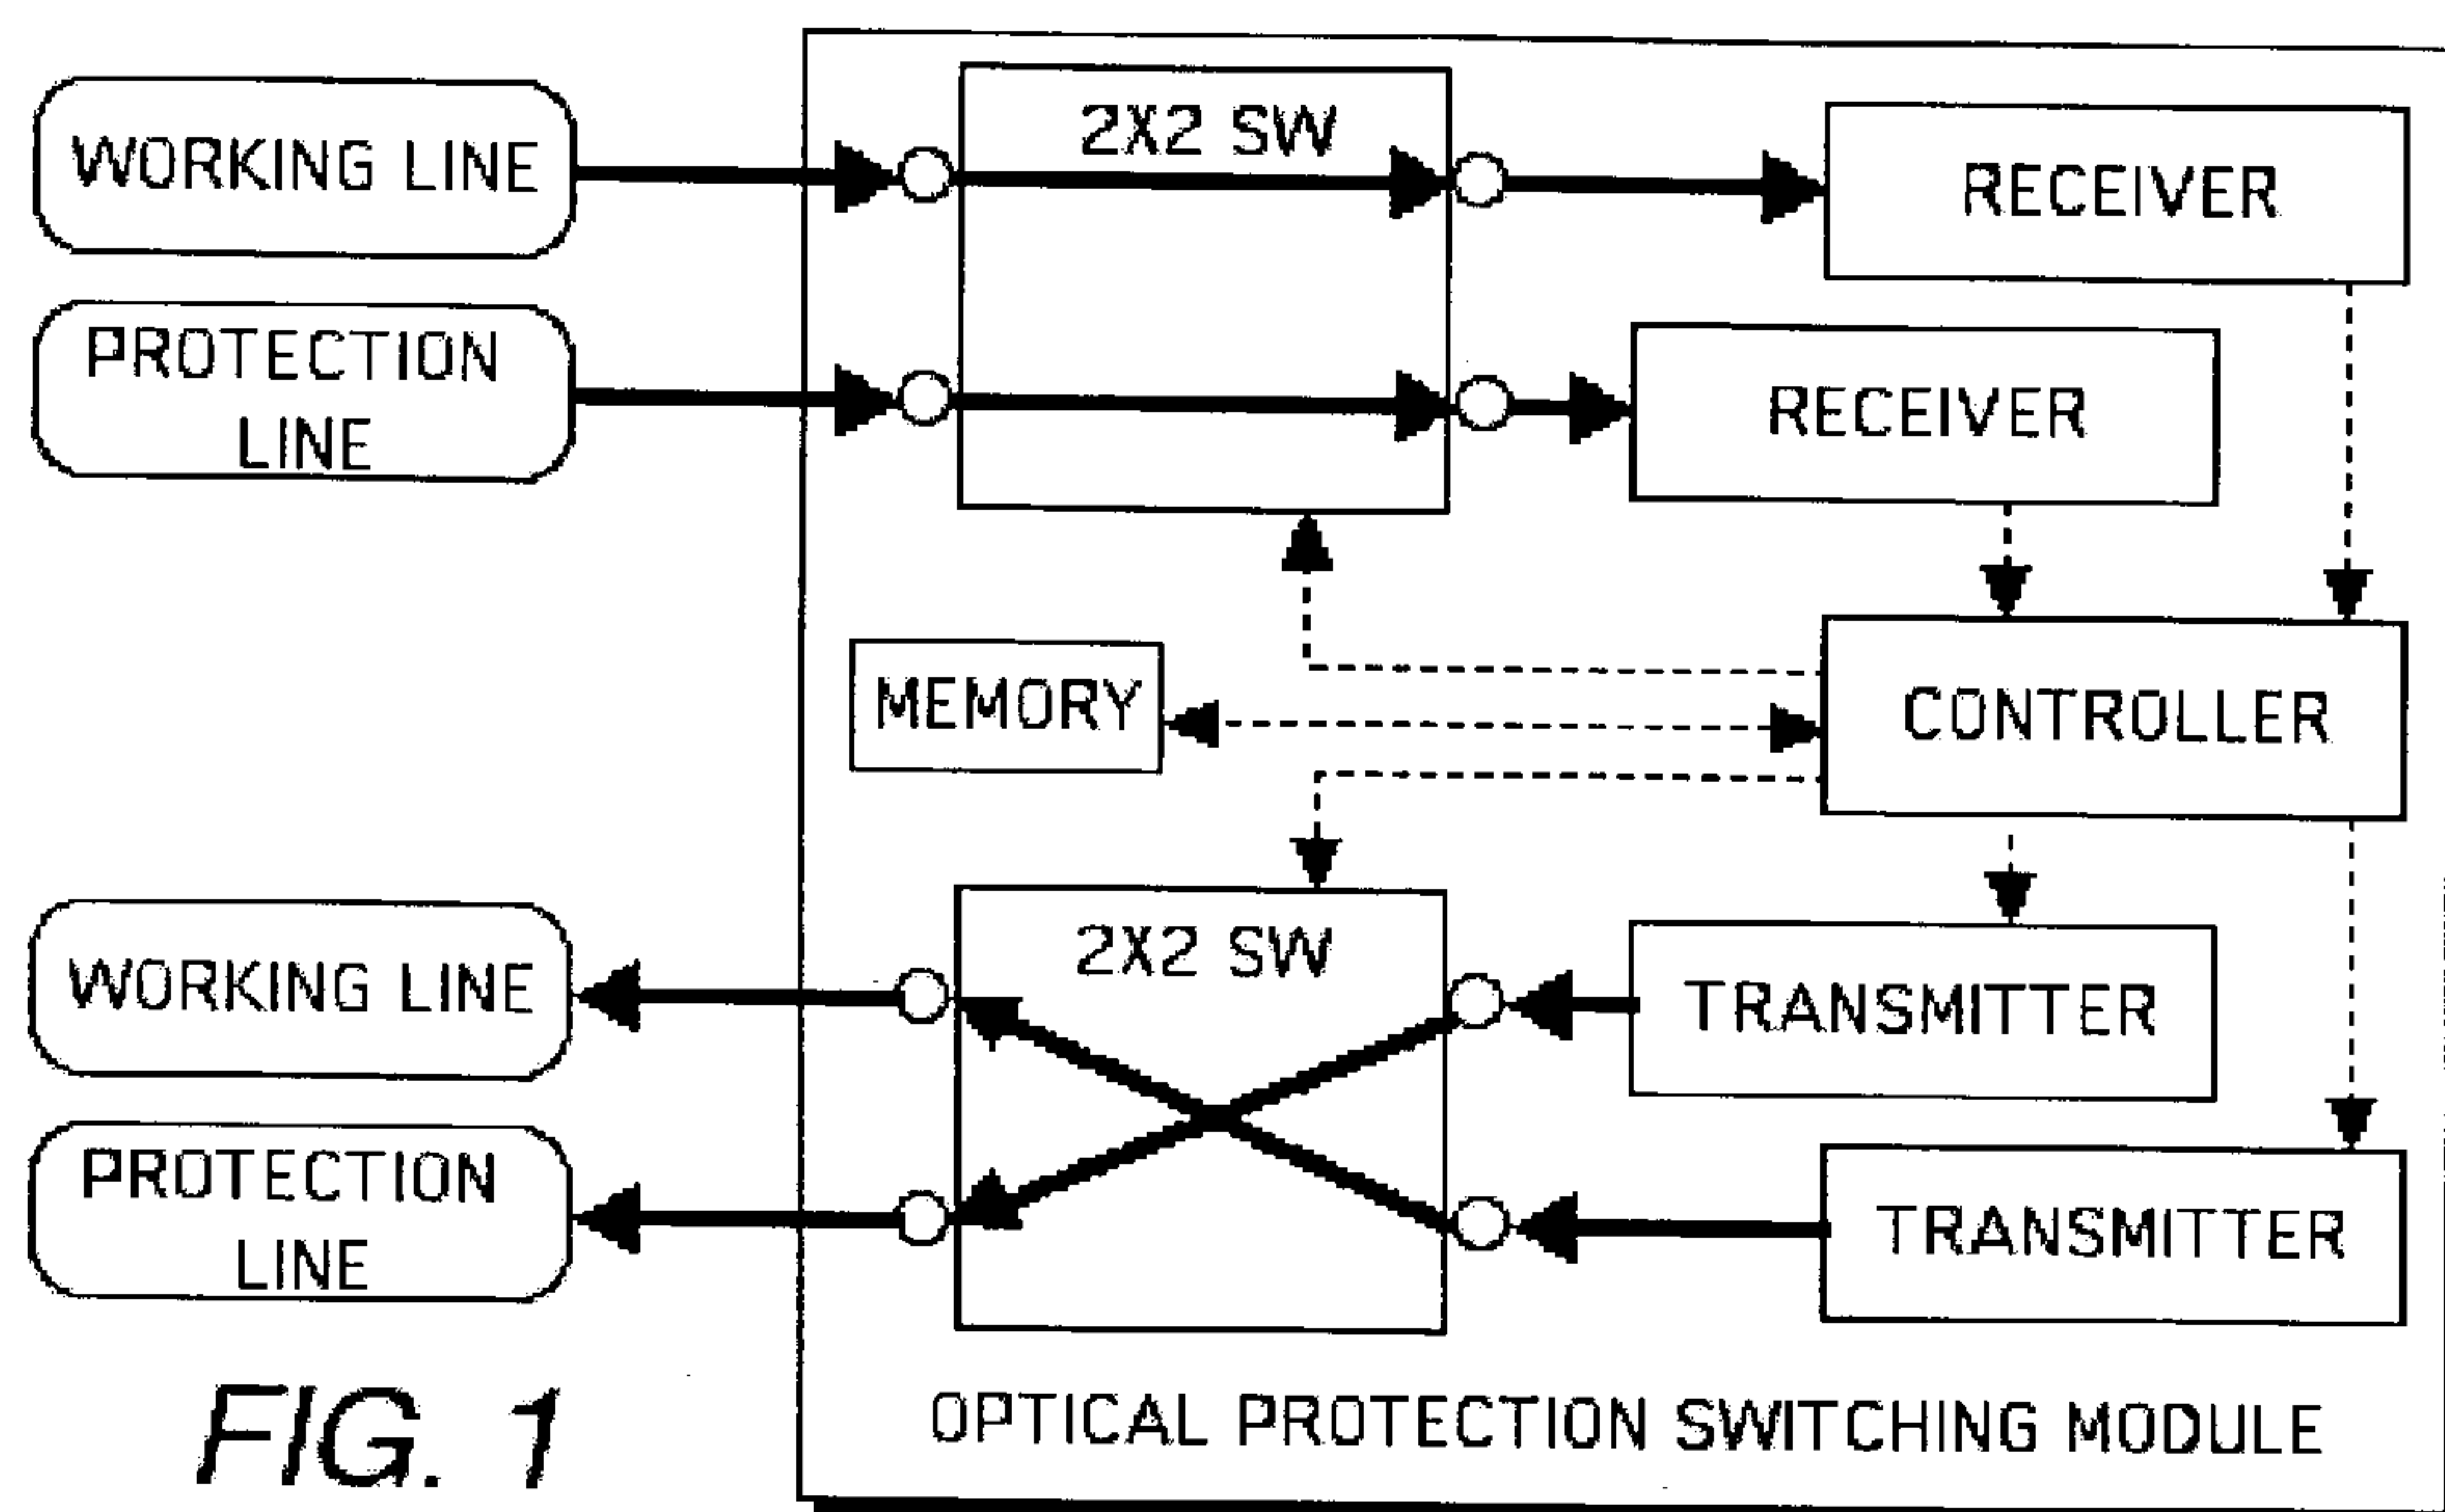 WORKING LINE
2X2 SW
RECEIVER
PROTECTION
LINE
RECEIVER
MEMORY
CONTROLLER
WORKING LINE
2X2 SW
TRANSMITTER
PROTECTION
LINE
TRANSMITTER
FIG. 1
OPTICAL PROTECTION SWITCHING MODULE